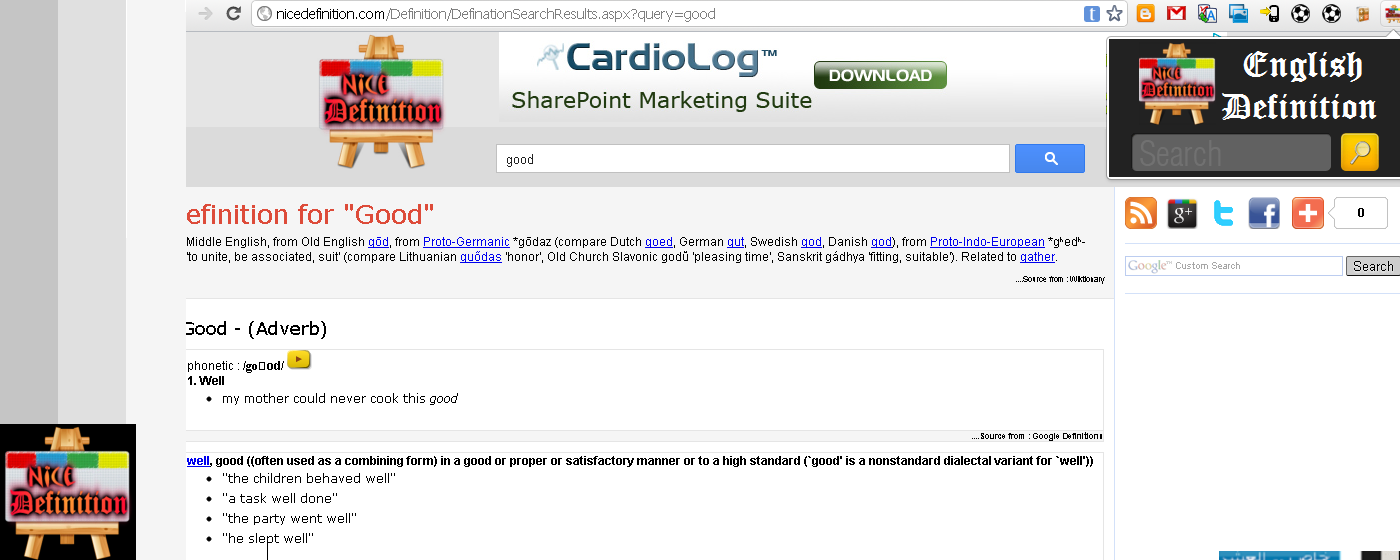 nicedefinition.com/Definition/DefinationSearchResults.aspx?query=good
NiCE
Definition
CardioLog™
SharePoint Marketing Suite
DOWNLOAD
good
NiCE
Definition
English
Definition
Search
efinition for "Good"
Middle English, from Old English gōd, from Proto-Germanic *gōdaz (compare Dutch goed, German gut, Swedish god, Danish god), from Proto-Indo-European *gʰedʰ-
'to unite, be associated, suit' (compare Lithuanian guõdas 'honor', Old Church Slavonic godŭ 'pleasing time', Sanskrit gádhya 'fitting, suitable'). Related to gather.
....Source from : Wiktionary
0
Google™ Custom Search
Search
Good - (Adverb)
phonetic : /go▯od/
1. Well
• my mother could never cook this good
....Source from : Google Definition
well, good ((often used as a combining form) in a good or proper or satisfactory manner or to a high standard (`good' is a nonstandard dialectal variant for `well'))
• "the children behaved well"
• "a task well done"
• "the party went well"
• "he slept well"
NiCE
Definition